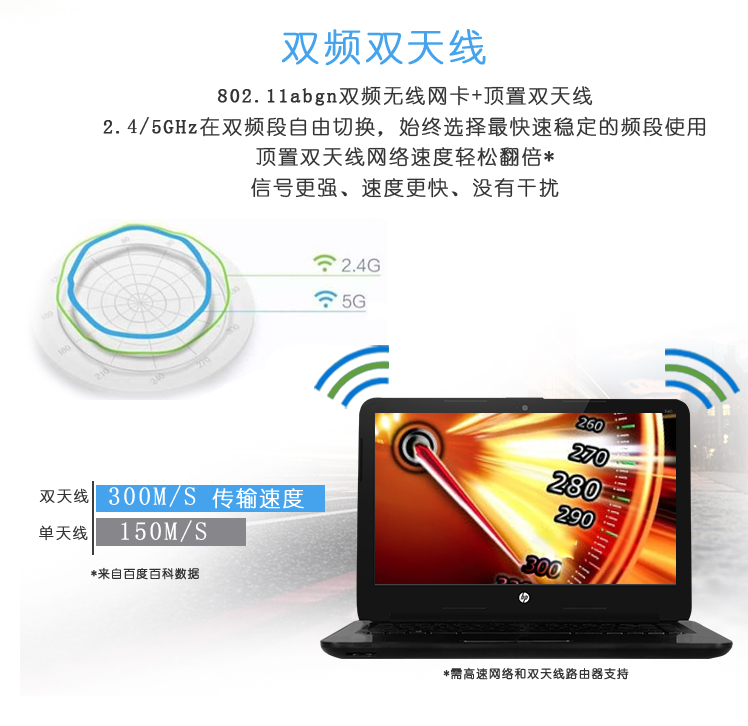 双频双天线
802.11abgn双频无线网卡+顶置双天线
2.4/5GHz在双频段自由切换，始终选择最快速稳定的频段使用
顶置双天线网络速度轻松翻倍*
信号更强、速度更快、没有干扰
2.4G
5G
双天线 300M/S 传输速度
单天线 150M/S
*来自百度百科数据
260
270
280
290
300
hp
*需高速网络和双天线路由器支持